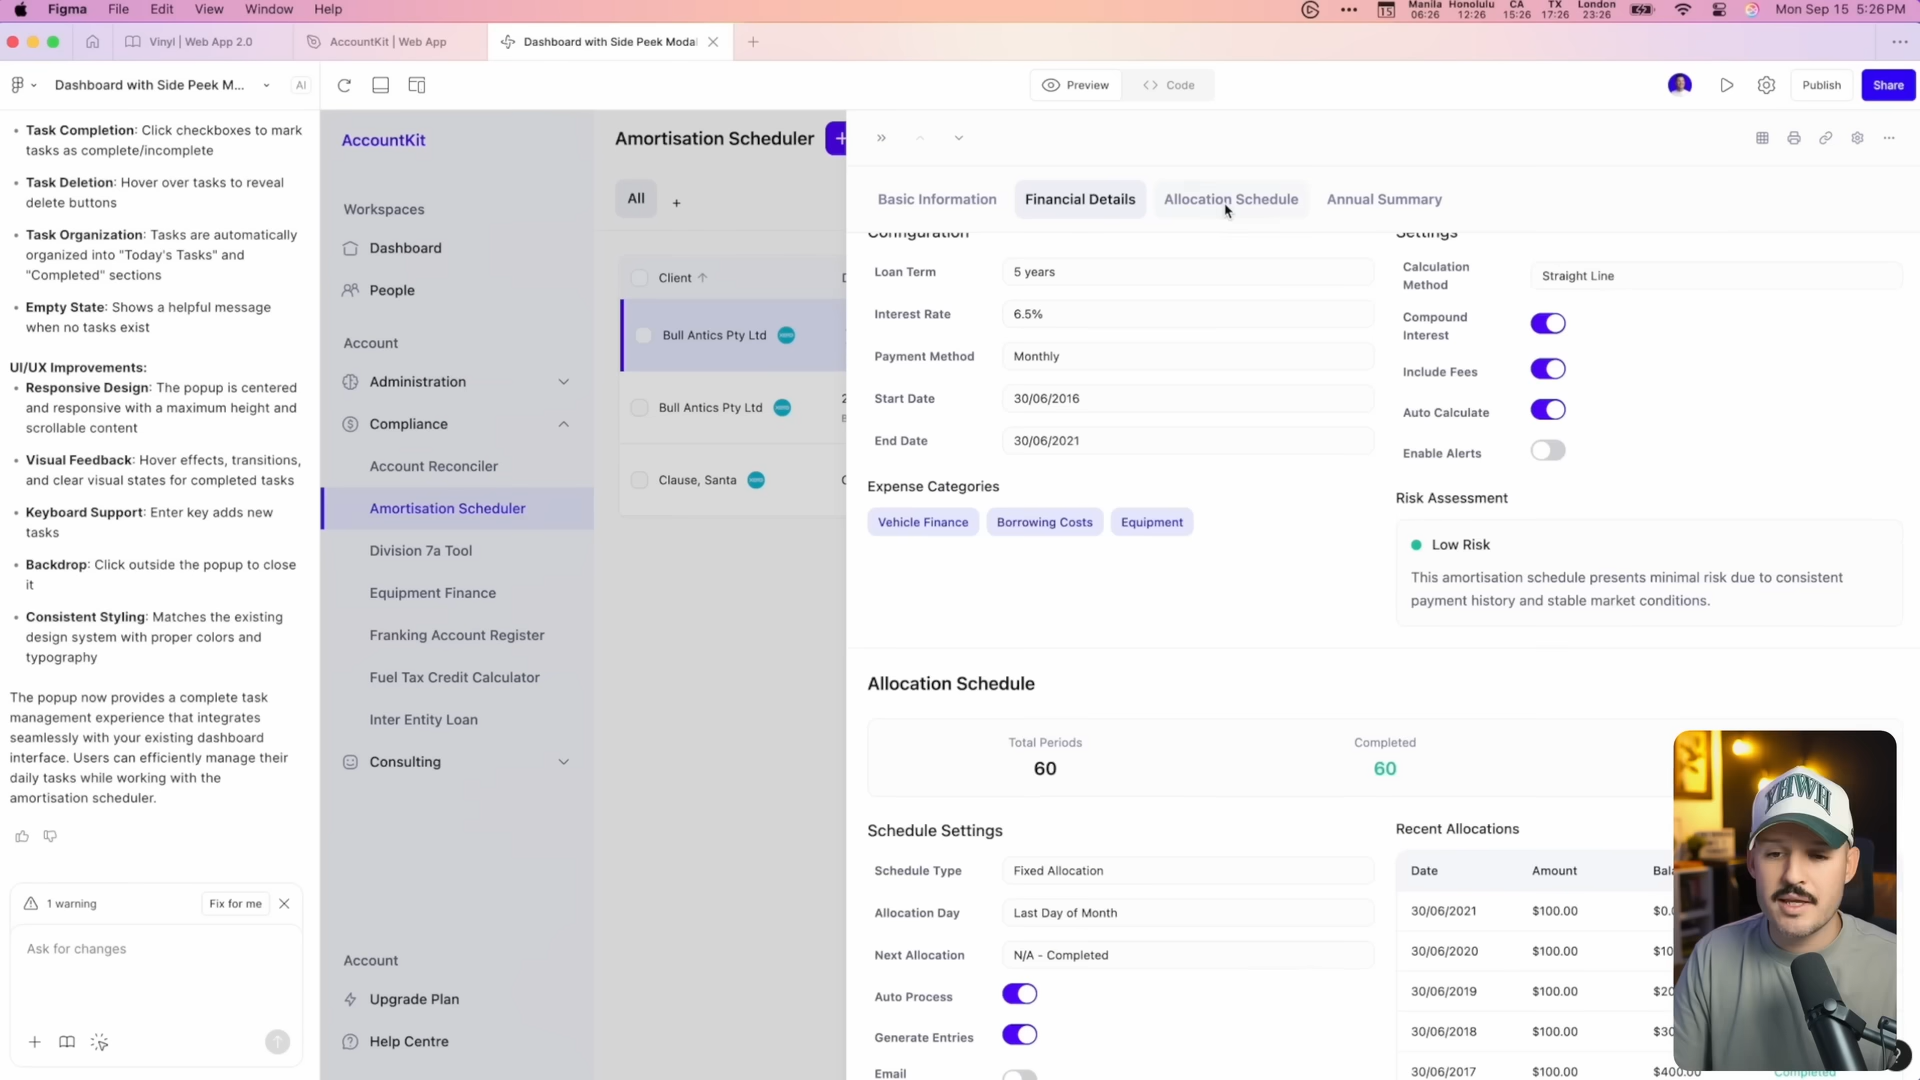 Figma File Edit View Window Help
15
Manila 06:26
Honolulu 12:26
CA 15:26
TX 17:26
London 23:26
Mon Sep 15 5:26 PM
Vinyl | Web App 2.0
AccountKit | Web App
Dashboard with Side Peek Modal
Dashboard with Side Peek M...
AI
Preview
Code
Publish
Share
Task Completion: Click checkboxes to mark
tasks as complete/incomplete
Task Deletion: Hover over tasks to reveal
delete buttons
Task Organization: Tasks are automatically
organized into "Today's Tasks" and
"Completed" sections
Empty State: Shows a helpful message
when no tasks exist
UI/UX Improvements:
Responsive Design: The popup is centered
and responsive with a maximum height and
scrollable content
Visual Feedback: Hover effects, transitions,
and clear visual states for completed tasks
Keyboard Support: Enter key adds new
tasks
Backdrop: Click outside the popup to close
it
Consistent Styling: Matches the existing
design system with proper colors and
typography
The popup now provides a complete task
management experience that integrates
seamlessly with your existing dashboard
interface. Users can efficiently manage their
daily tasks while working with the
amortisation scheduler.
1 warning
Fix for me
Ask for changes
AccountKit
Workspaces
Dashboard
People
Account
Administration
Compliance
Account Reconciler
Amortisation Scheduler
Division 7a Tool
Equipment Finance
Franking Account Register
Fuel Tax Credit Calculator
Inter Entity Loan
Consulting
Account
Upgrade Plan
Help Centre
Amortisation Scheduler
+
All
+
Client
Bull Antics Pty Ltd
Bull Antics Pty Ltd
Clause, Santa
Basic Information
Financial Details
Allocation Schedule
Annual Summary
Configuration
Loan Term
5 years
Interest Rate
6.5%
Payment Method
Monthly
Start Date
30/06/2016
End Date
30/06/2021
Expense Categories
Vehicle Finance
Borrowing Costs
Equipment
Settings
Calculation
Method
Straight Line
Compound
Interest
Include Fees
Auto Calculate
Enable Alerts
Risk Assessment
Low Risk
This amortisation schedule presents minimal risk due to consistent
payment history and stable market conditions.
Allocation Schedule
Total Periods
60
Completed
60
Schedule Settings
Schedule Type
Fixed Allocation
Allocation Day
Last Day of Month
Next Allocation
N/A - Completed
Auto Process
Generate Entries
Email
Recent Allocations
Date Amount Bal
30/06/2021 $100.00 $0.
30/06/2020 $100.00 $10
30/06/2019 $100.00 $20
30/06/2018 $100.00 $30
30/06/2017 $100.00 $400.00 Completed
YHWH
?